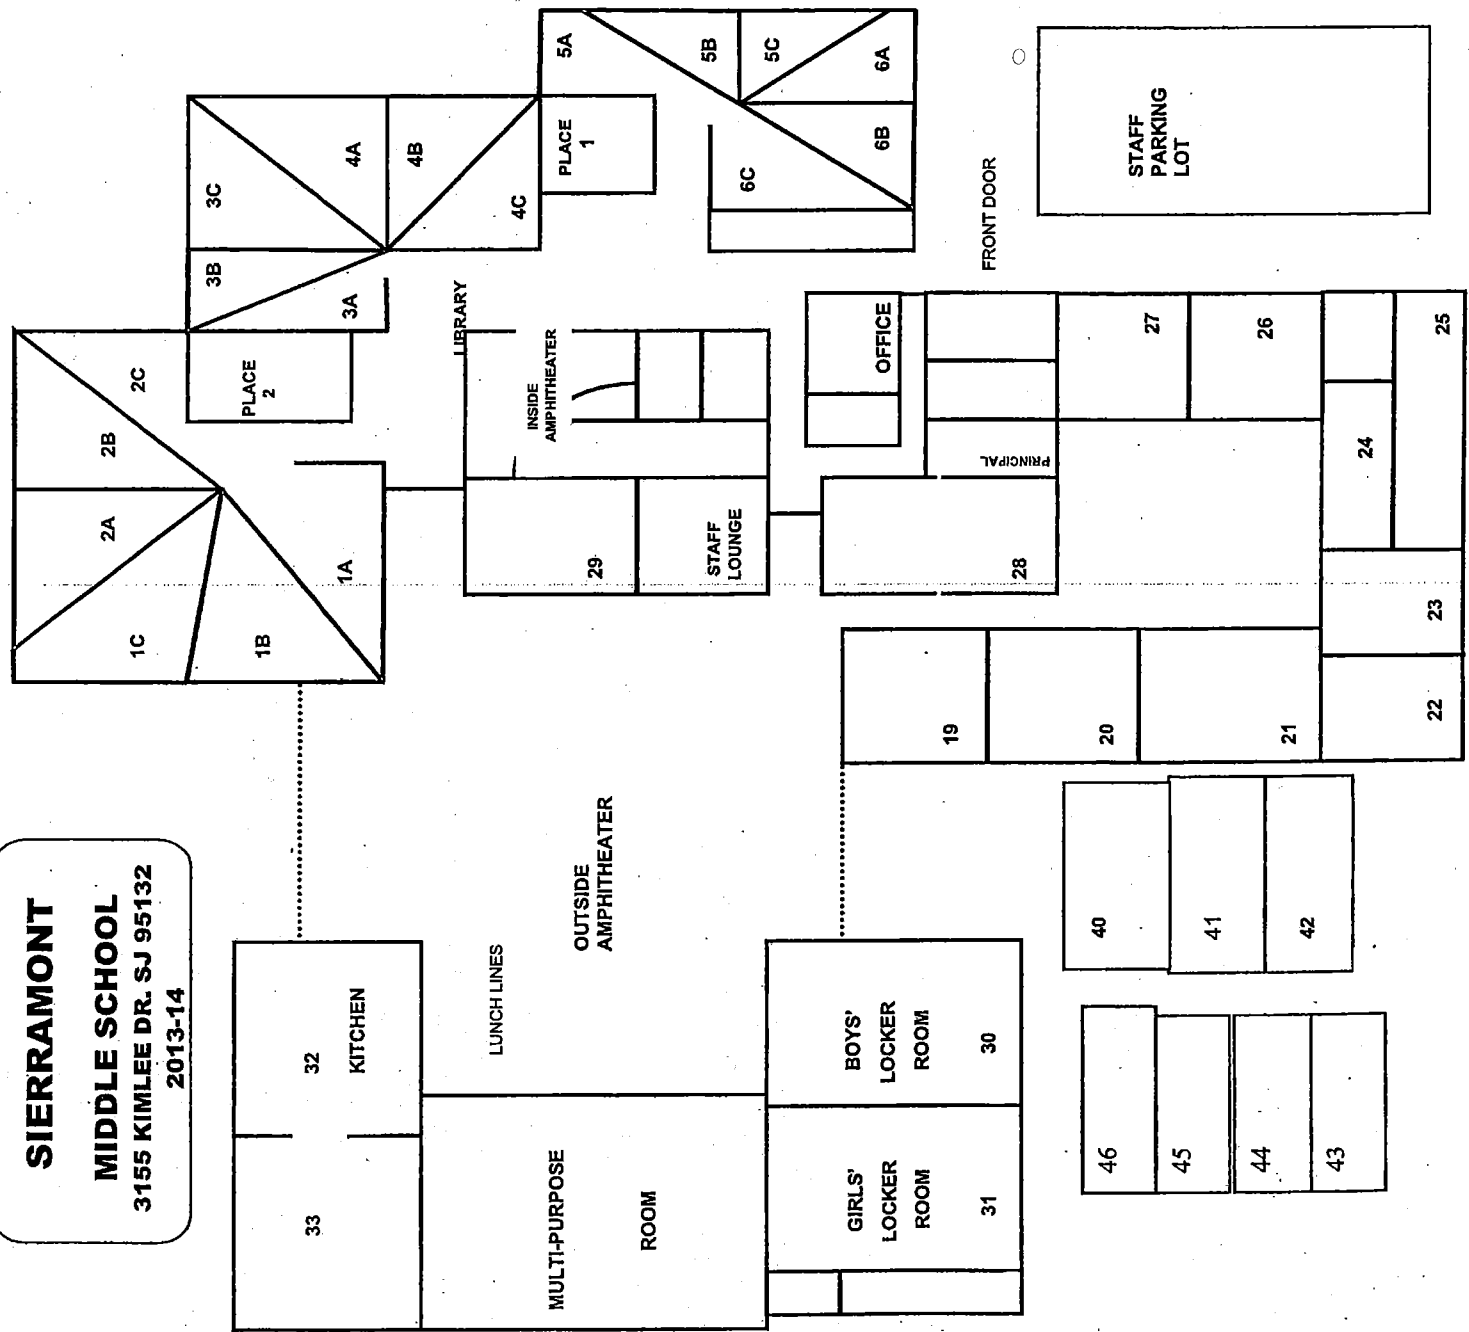 SIERRAMONT
MIDDLE SCHOOL
3155 KIMLEE DR. SJ 95132
2013-14
33
32
KITCHEN
MULTI-PURPOSE
ROOM
LUNCH LINES
OUTSIDE
AMPHITHEATER
GIRLS'
LOCKER
ROOM
31
BOYS'
LOCKER
ROOM
30
46
45
44
43
40
41
42
1C
1B
1A
2A
2B
2C
PLACE
2
3B
3A
3C
4A
4B
4C
PLACE
1
5A
5B
5C
6A
6B
6C
LIBRARY
INSIDE
AMPHITHEATER
29
STAFF
LOUNGE
OFFICE
PRINCIPAL
28
FRONT DOOR
STAFF
PARKING
LOT
19
20
21
22
23
24
25
26
27